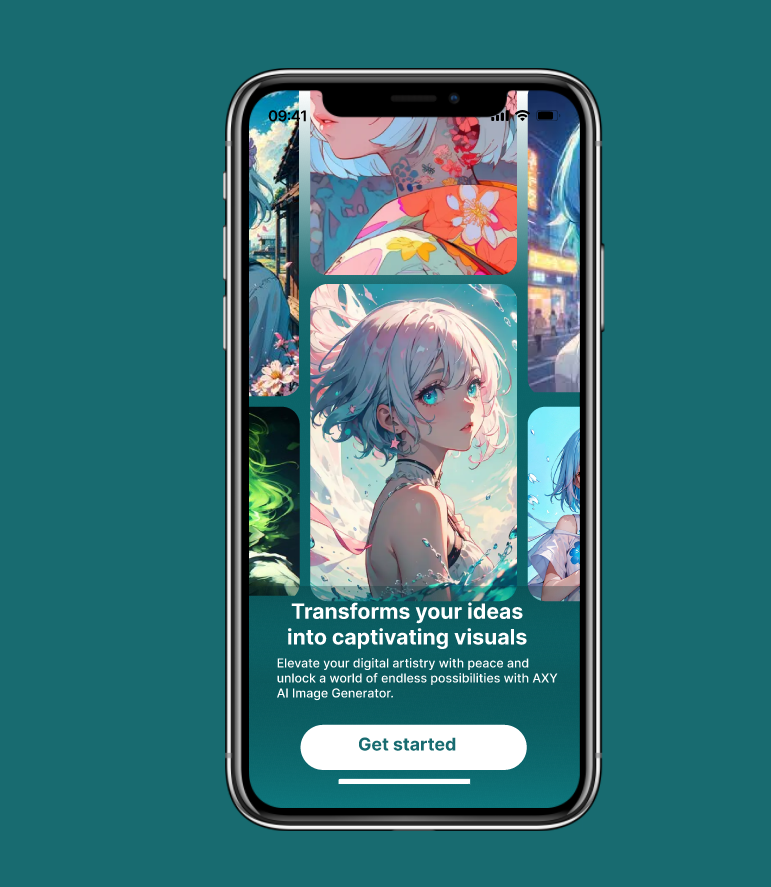 09:41
Transforms your ideas
into captivating visuals
Elevate your digital artistry with peace and
unlock a world of endless possibilities with AXY
AI Image Generator.
Get started